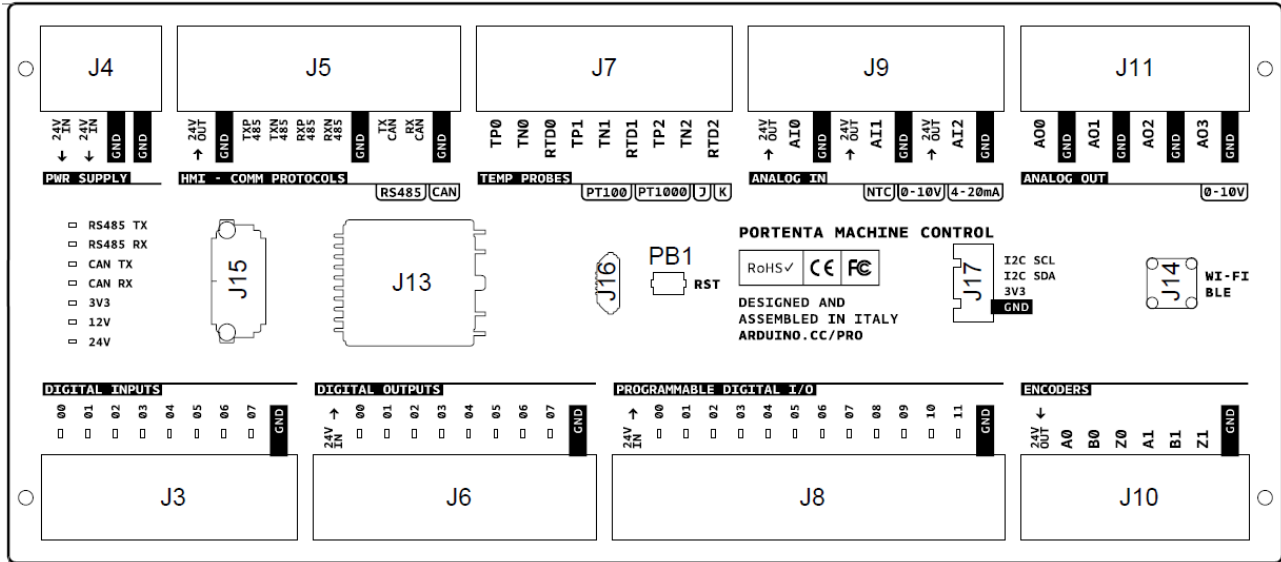 J4
J5
J7
J9
J11
24V IN
24V IN
GND
GND
24V OUT
GND
TXP 485
TXN 485
RXP 485
RXN 485
GND
TX CAN
RX CAN
GND
TP0
TN0
RTD0
TP1
TN1
RTD1
TP2
TN2
RTD2
24V OUT
AI0
GND
24V OUT
AI1
GND
24V OUT
AI2
GND
AO0
GND
AO1
GND
AO2
GND
AO3
GND
PWR SUPPLY
HMI - COMM PROTOCOLS
RS485 CAN
TEMP PROBES
PT100 PT1000 J K
ANALOG IN
NTC 0-10V 4-20mA
ANALOG OUT
0-10V
RS485 TX
RS485 RX
CAN TX
CAN RX
3V3
12V
24V
J15
J13
J16
PB1
RST
PORTENTA MACHINE CONTROL
RoHS✓ CE FC
DESIGNED AND
ASSEMBLED IN ITALY
ARDUINO.CC/PRO
J17
I2C SCL
I2C SDA
3V3
GND
J14
WI-FI
BLE
DIGITAL INPUTS
00 01 02 03 04 05 06 07 GND
DIGITAL OUTPUTS
24V IN 00 01 02 03 04 05 06 07 GND
PROGRAMMABLE DIGITAL I/O
24V IN 00 01 02 03 04 05 06 07 08 09 10 11 GND
ENCODERS
24V OUT A0 B0 Z0 A1 B1 Z1 GND
J3
J6
J8
J10